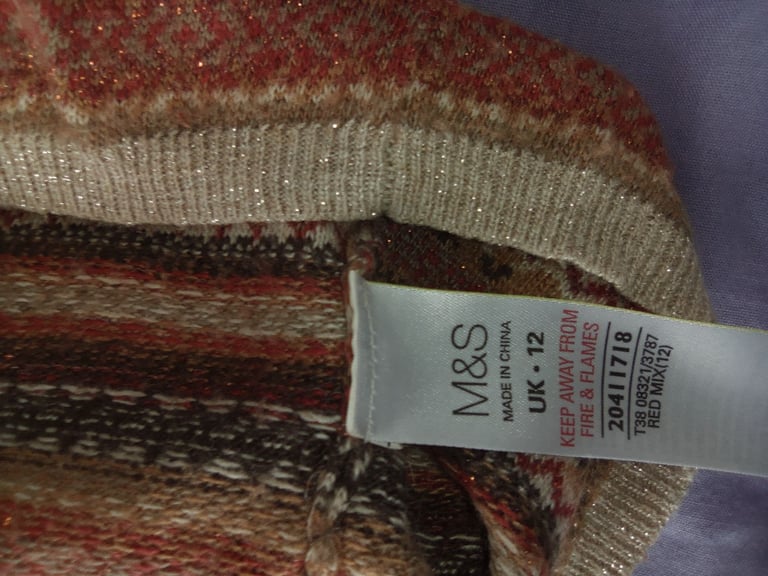 M&S
MADE IN CHINA
UK • 12
KEEP AWAY FROM
FIRE & FLAMES
20411718
T38 08321/3787
RED MIX(12)